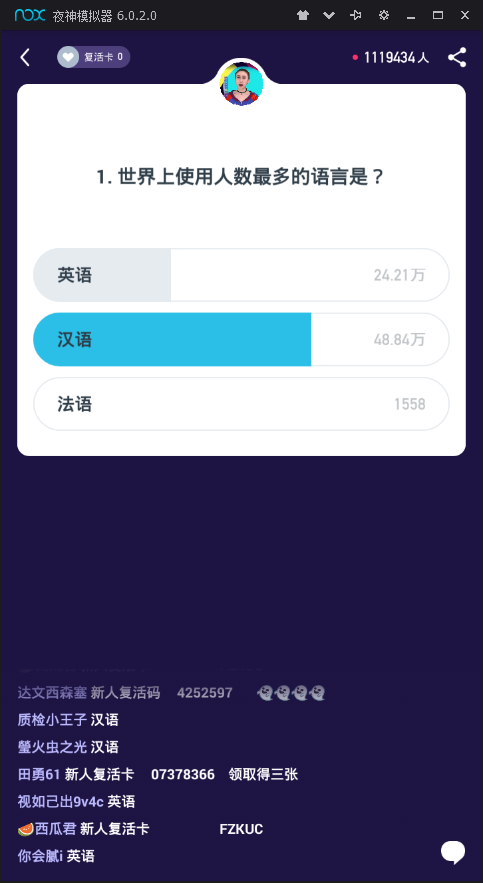 nox 夜神模拟器 6.0.2.0
复活卡 0
1119434 人
1. 世界上使用人数最多的语言是？
英语 24.21万
汉语 48.84万
法语 1558
达文西森塞 新人复活码 4252597 👻👻👻👻
质检小王子 汉语
瑩火虫之光 汉语
田勇61 新人复活卡 07378366 领取得三张
视如己出9v4c 英语
🍉西瓜君 新人复活卡 FZKUC
你会腻i 英语